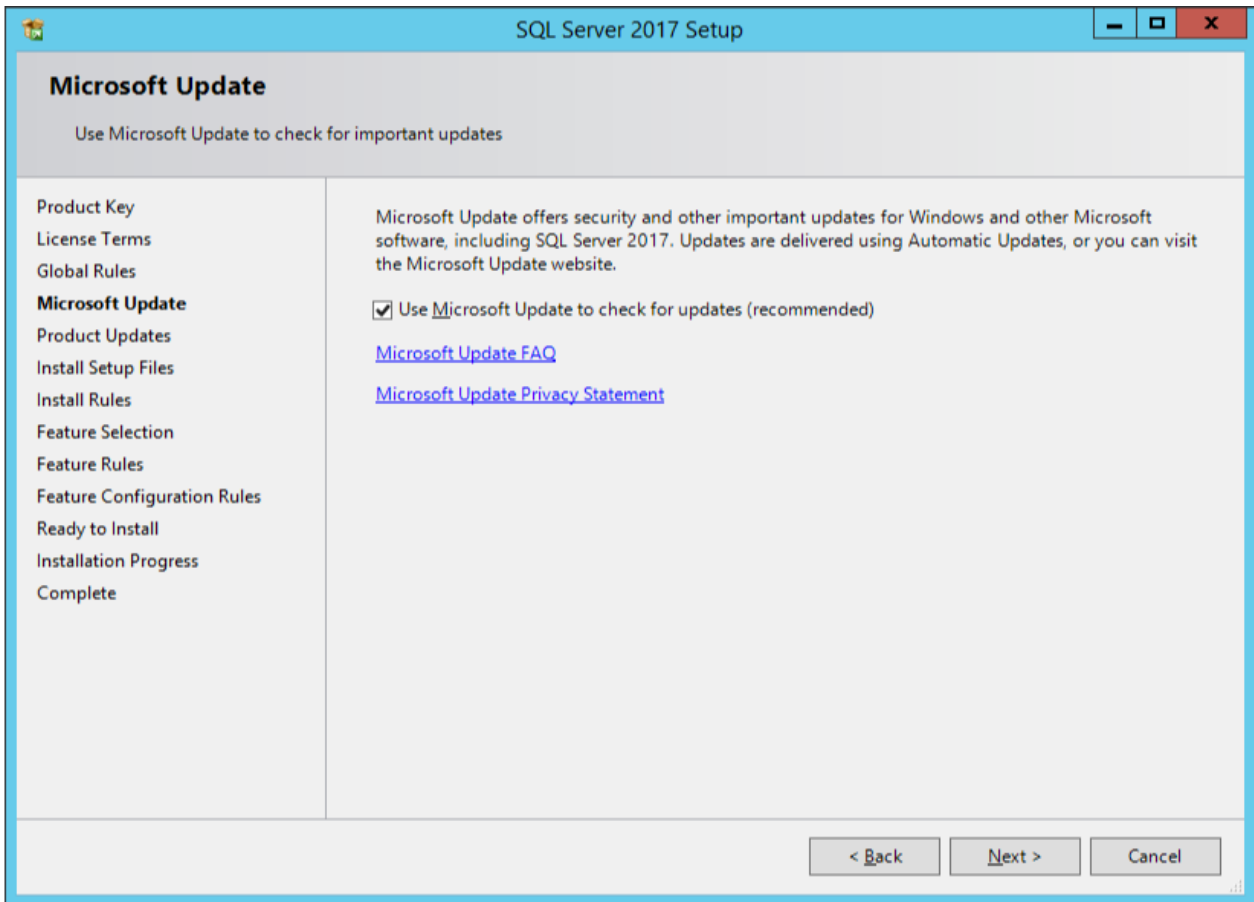 SQL Server 2017 Setup
Microsoft Update
Use Microsoft Update to check for important updates
Product Key
License Terms
Global Rules
Microsoft Update
Product Updates
Install Setup Files
Install Rules
Feature Selection
Feature Rules
Feature Configuration Rules
Ready to Install
Installation Progress
Complete
Microsoft Update offers security and other important updates for Windows and other Microsoft
software, including SQL Server 2017. Updates are delivered using Automatic Updates, or you can visit
the Microsoft Update website.
Use Microsoft Update to check for updates (recommended)
Microsoft Update FAQ
Microsoft Update Privacy Statement
< Back
Next >
Cancel